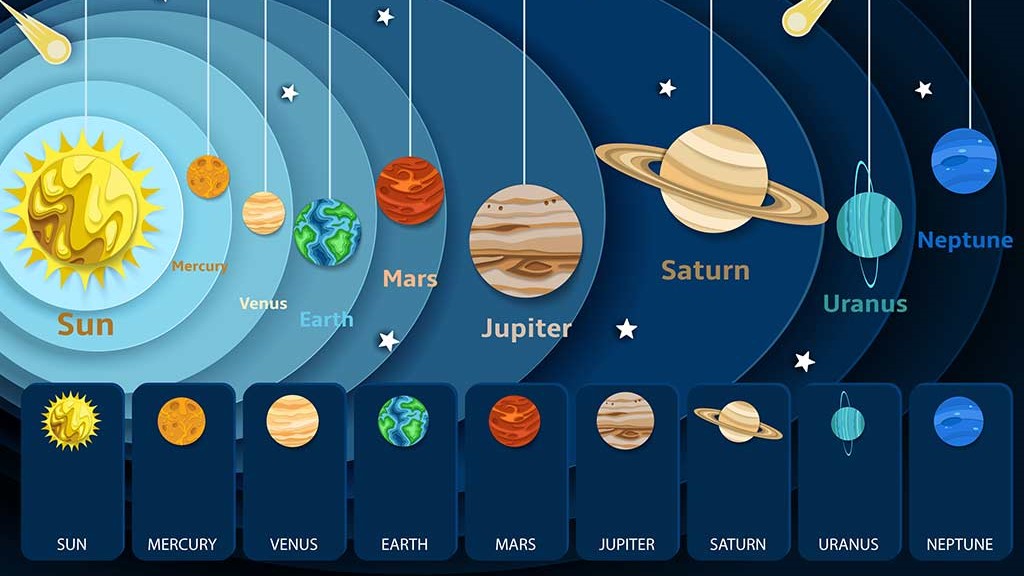 Sun
Mercury
Venus
Earth
Mars
Jupiter
Saturn
Uranus
Neptune
SUN
MERCURY
VENUS
EARTH
MARS
JUPITER
SATURN
URANUS
NEPTUNE